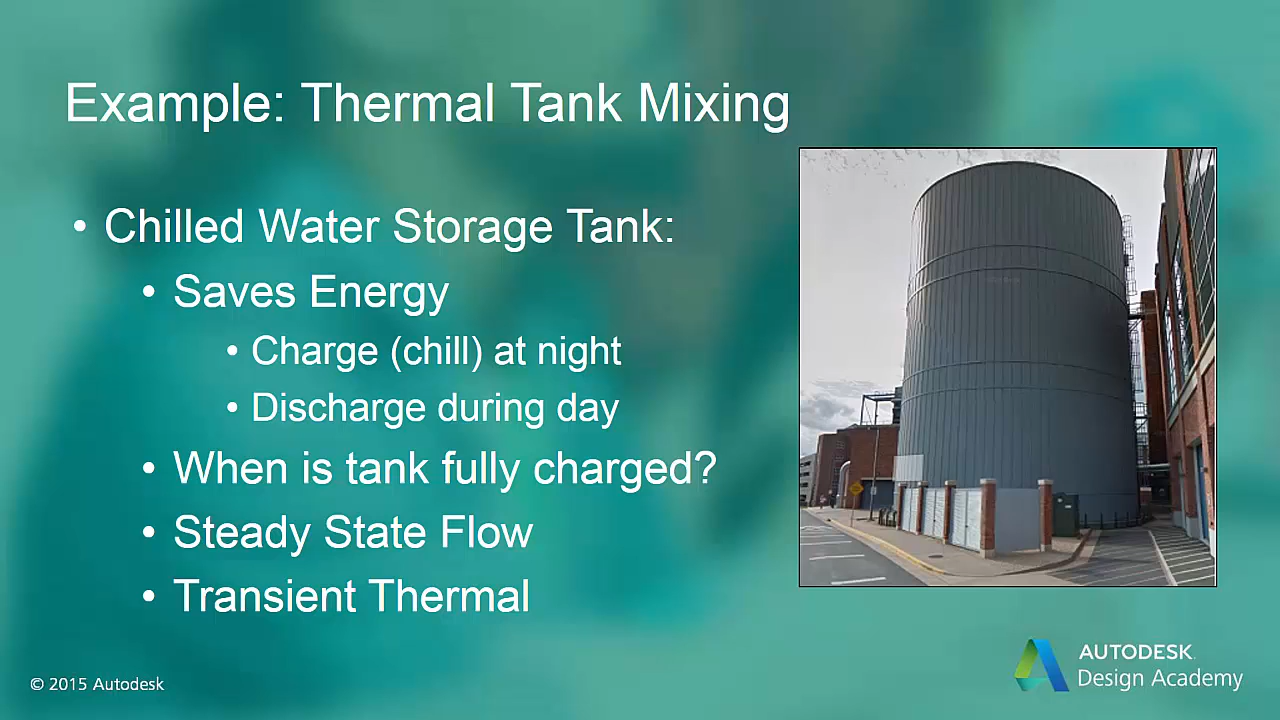 Example: Thermal Tank Mixing
• Chilled Water Storage Tank:
• Saves Energy
• Charge (chill) at night
• Discharge during day
• When is tank fully charged?
• Steady State Flow
• Transient Thermal
© 2015 Autodesk
AUTODESK.
Design Academy